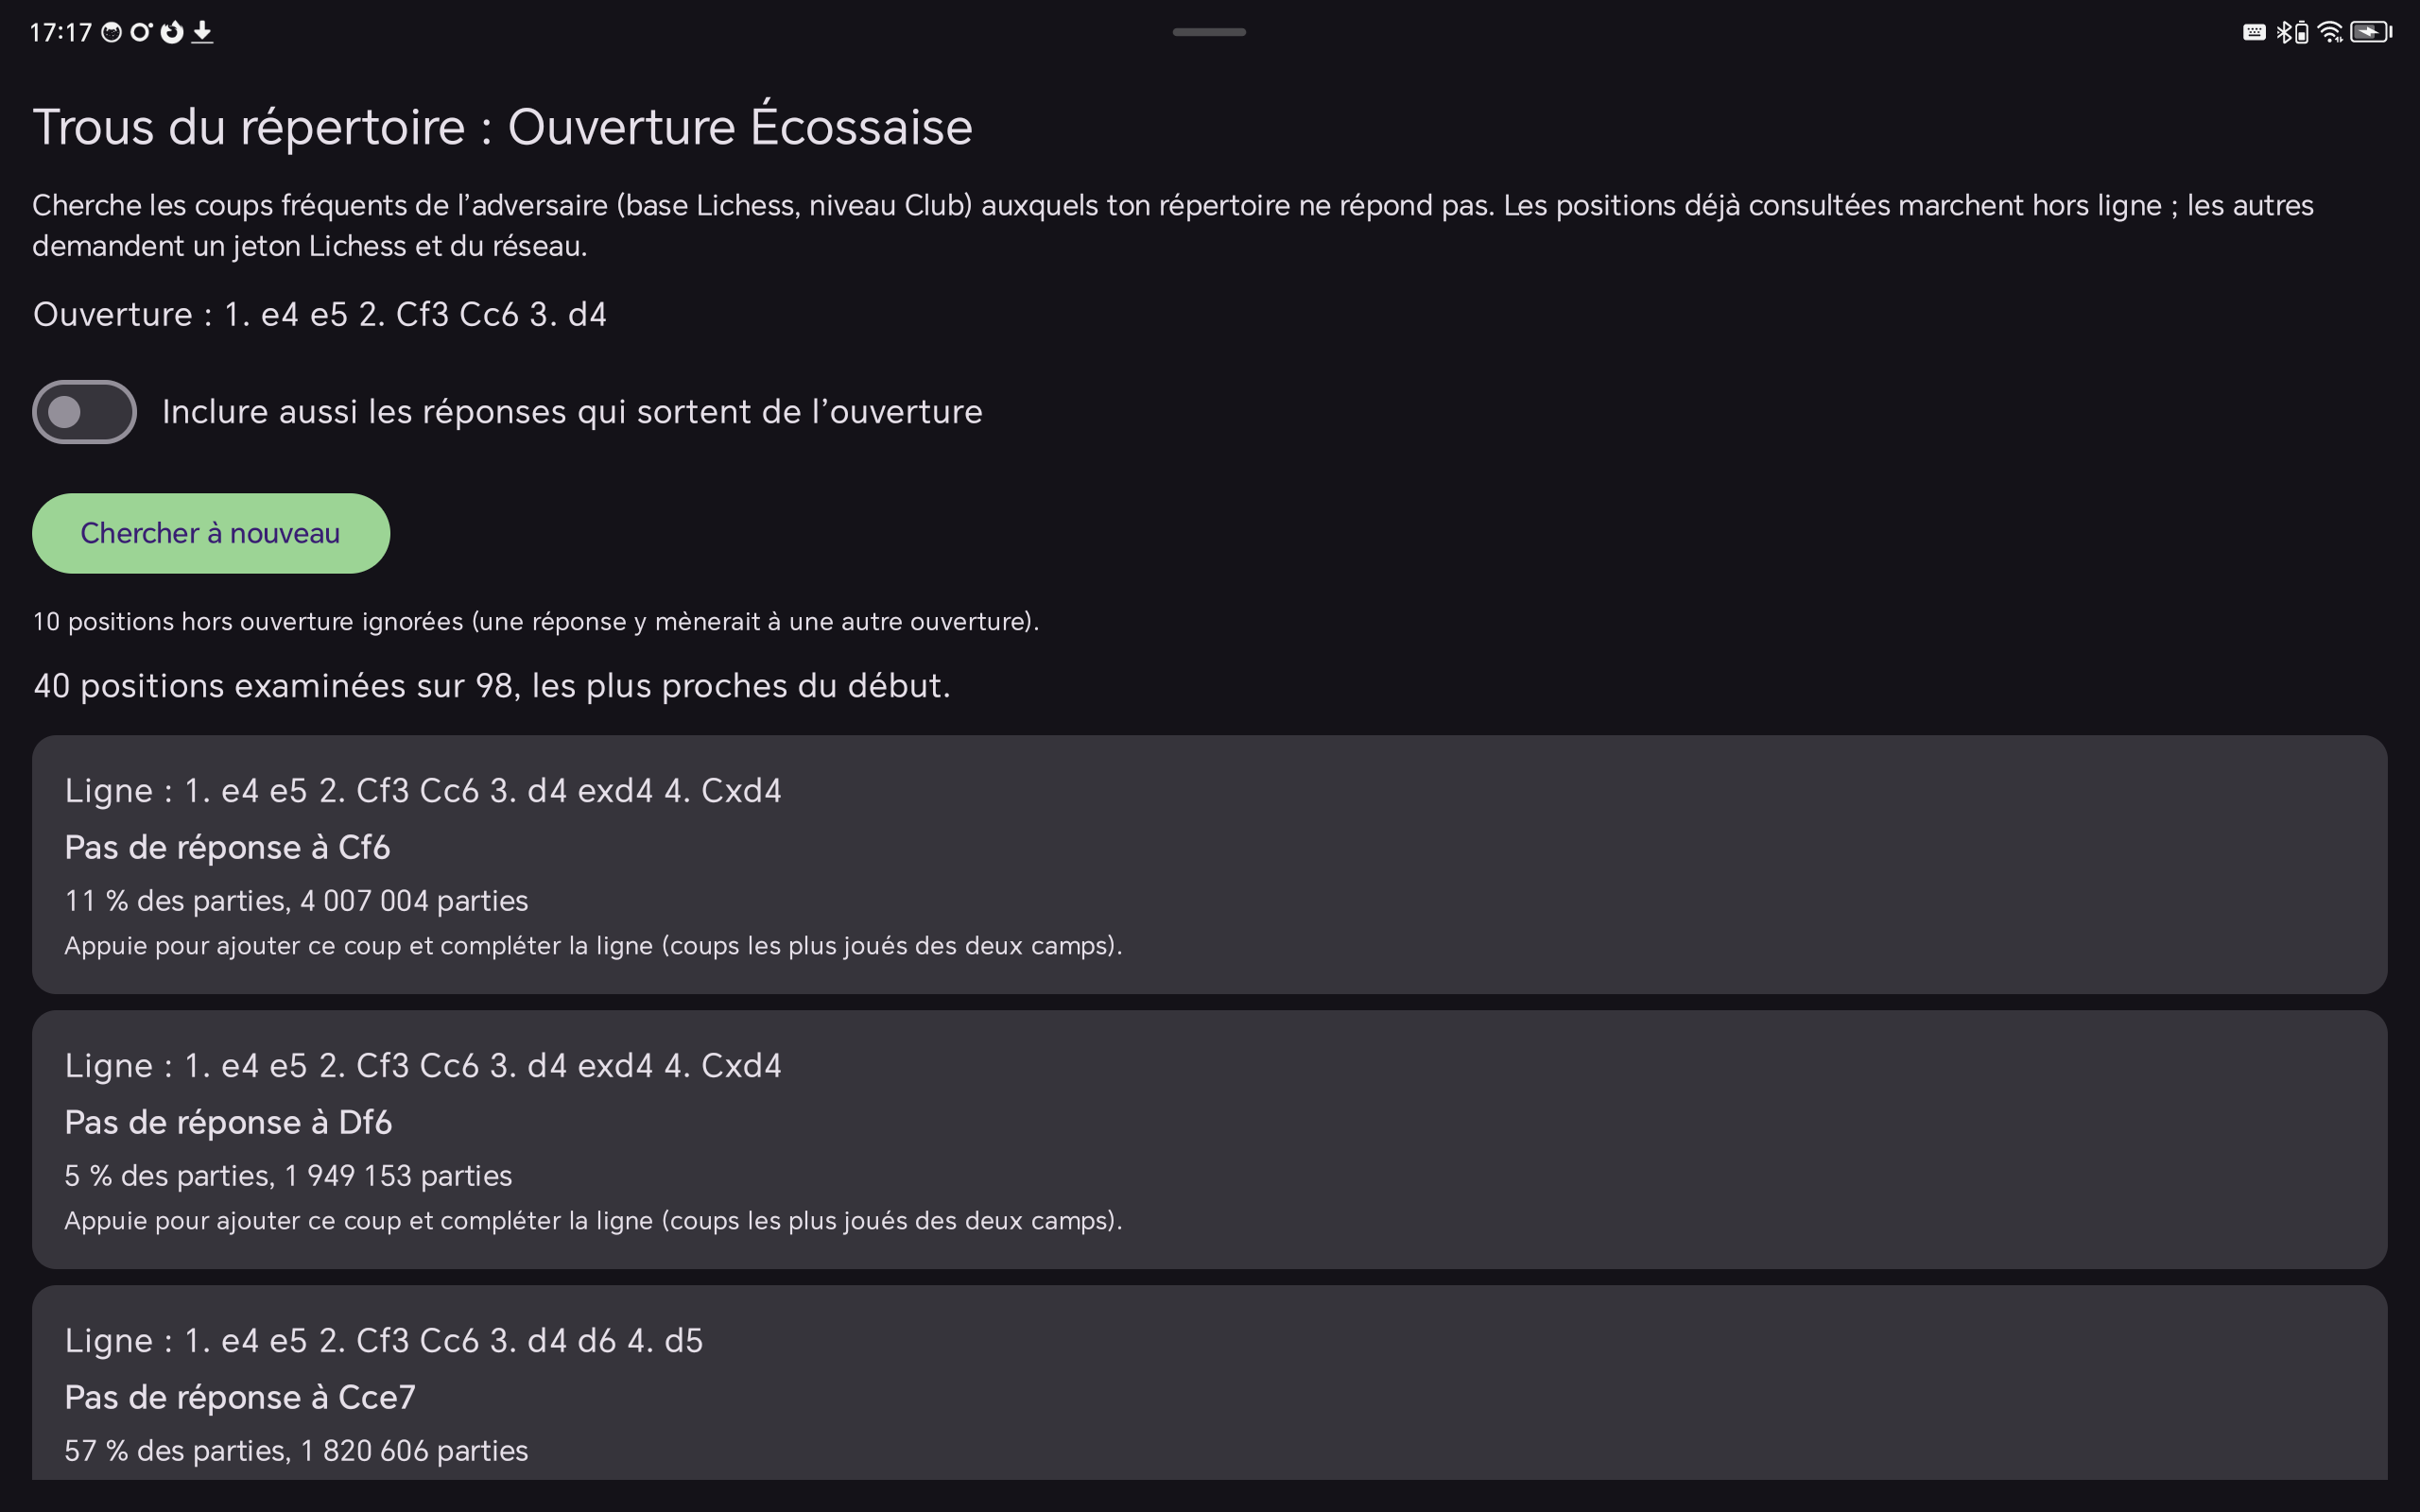 17:17
Trous du répertoire : Ouverture Écossaise
Cherche les coups fréquents de l’adversaire (base Lichess, niveau Club) auxquels ton répertoire ne répond pas. Les positions déjà consultées marchent hors ligne ; les autres
demandent un jeton Lichess et du réseau.
Ouverture : 1. e4 e5 2. Cf3 Cc6 3. d4
Inclure aussi les réponses qui sortent de l’ouverture
Chercher à nouveau
10 positions hors ouverture ignorées (une réponse y mènerait à une autre ouverture).
40 positions examinées sur 98, les plus proches du début.
Ligne : 1. e4 e5 2. Cf3 Cc6 3. d4 exd4 4. Cxd4
Pas de réponse à Cf6
11 % des parties, 4 007 004 parties
Appuie pour ajouter ce coup et compléter la ligne (coups les plus joués des deux camps).
Ligne : 1. e4 e5 2. Cf3 Cc6 3. d4 exd4 4. Cxd4
Pas de réponse à Df6
5 % des parties, 1 949 153 parties
Appuie pour ajouter ce coup et compléter la ligne (coups les plus joués des deux camps).
Ligne : 1. e4 e5 2. Cf3 Cc6 3. d4 d6 4. d5
Pas de réponse à Cce7
57 % des parties, 1 820 606 parties